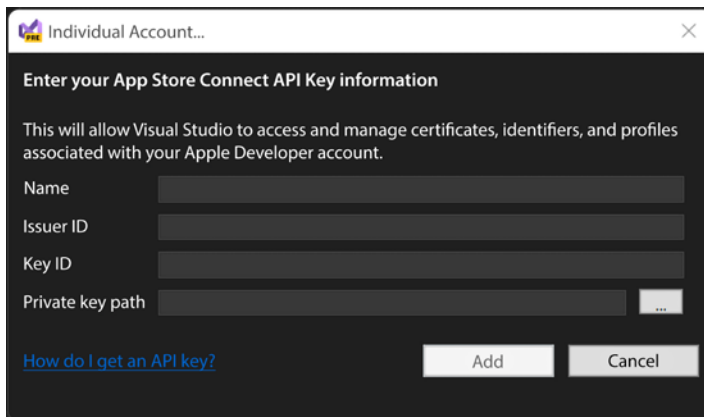 Individual Account...
Enter your App Store Connect API Key information
This will allow Visual Studio to access and manage certificates, identifiers, and profiles
associated with your Apple Developer account.
Name
Issuer ID
Key ID
Private key path ...
How do I get an API key? Add Cancel